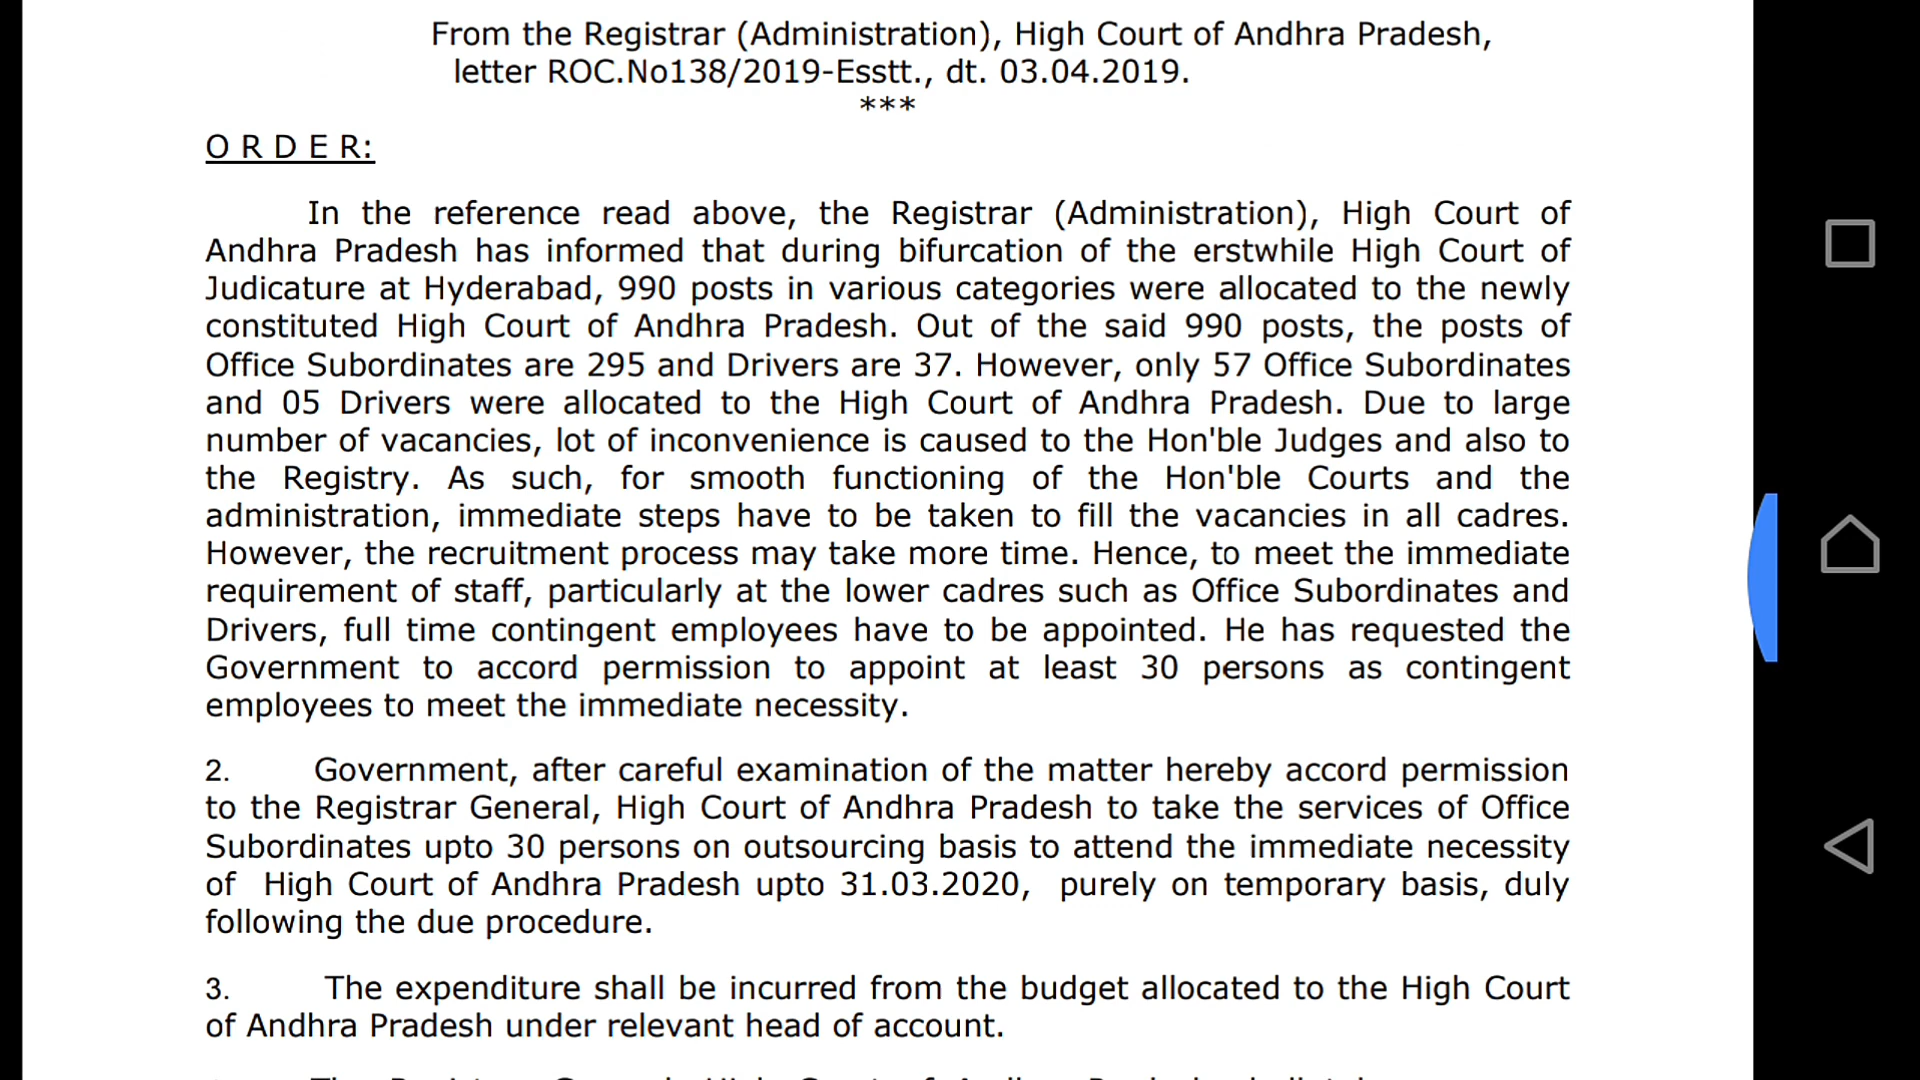 From the Registrar (Administration), High Court of Andhra Pradesh,
letter ROC.No138/2019-Esstt., dt. 03.04.2019.
***
O R D E R:
In the reference read above, the Registrar (Administration), High Court of
Andhra Pradesh has informed that during bifurcation of the erstwhile High Court of
Judicature at Hyderabad, 990 posts in various categories were allocated to the newly
constituted High Court of Andhra Pradesh. Out of the said 990 posts, the posts of
Office Subordinates are 295 and Drivers are 37. However, only 57 Office Subordinates
and 05 Drivers were allocated to the High Court of Andhra Pradesh. Due to large
number of vacancies, lot of inconvenience is caused to the Hon'ble Judges and also to
the Registry. As such, for smooth functioning of the Hon'ble Courts and the
administration, immediate steps have to be taken to fill the vacancies in all cadres.
However, the recruitment process may take more time. Hence, to meet the immediate
requirement of staff, particularly at the lower cadres such as Office Subordinates and
Drivers, full time contingent employees have to be appointed. He has requested the
Government to accord permission to appoint at least 30 persons as contingent
employees to meet the immediate necessity.
2. Government, after careful examination of the matter hereby accord permission
to the Registrar General, High Court of Andhra Pradesh to take the services of Office
Subordinates upto 30 persons on outsourcing basis to attend the immediate necessity
of High Court of Andhra Pradesh upto 31.03.2020, purely on temporary basis, duly
following the due procedure.
3. The expenditure shall be incurred from the budget allocated to the High Court
of Andhra Pradesh under relevant head of account.